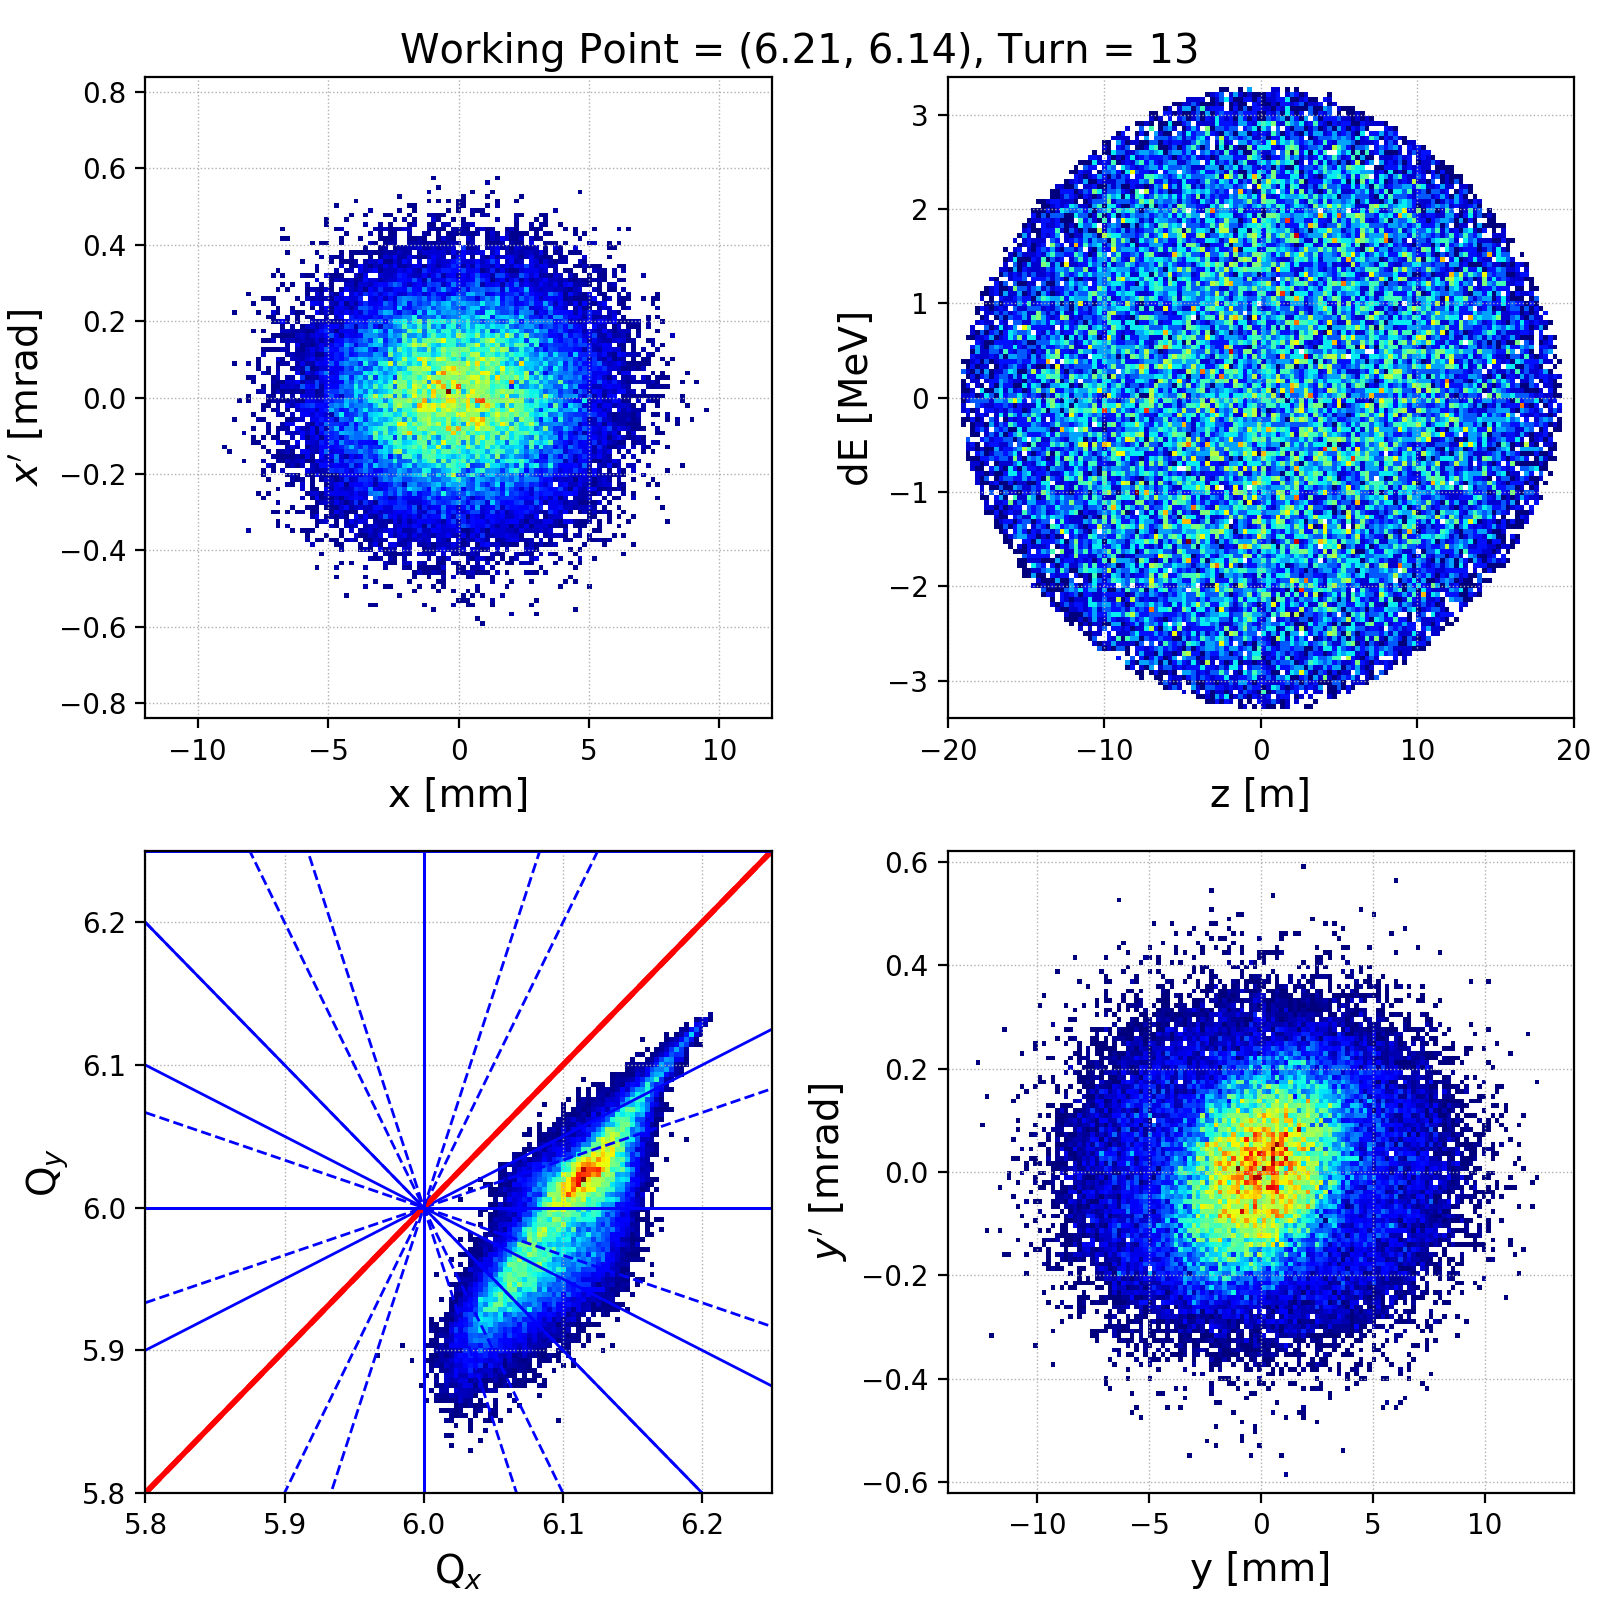 Working Point = (6.21, 6.14), Turn = 13
0.8
0.6
0.4
0.2
0.0
−0.2
−0.4
−0.6
−0.8
x′ [mrad]
−10 −5 0 5 10
x [mm]
3
2
1
0
−1
−2
−3
dE [MeV]
−20 −10 0 10 20
z [m]
6.2
6.1
6.0
5.9
5.8
Qy
5.8 5.9 6.0 6.1 6.2
Qx
0.6
0.4
0.2
0.0
−0.2
−0.4
−0.6
y′ [mrad]
−10 −5 0 5 10
y [mm]